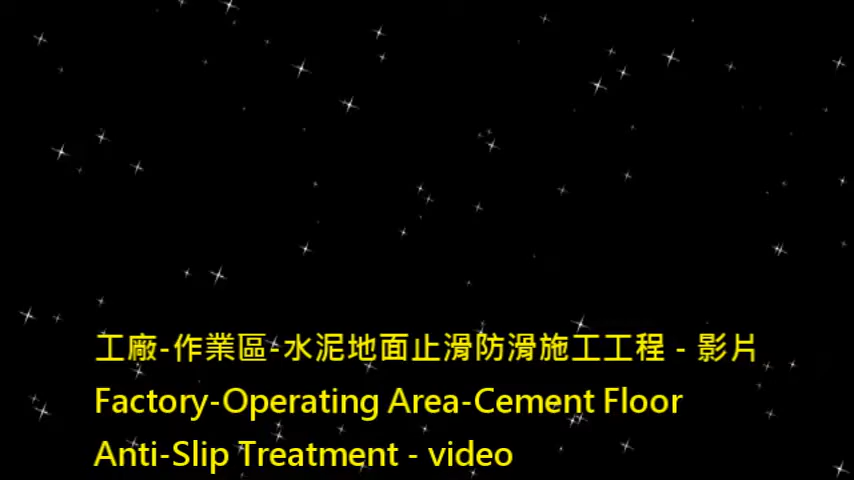 工廠-作業區-水泥地面止滑防滑施工工程 - 影片
Factory-Operating Area-Cement Floor
Anti-Slip Treatment - video